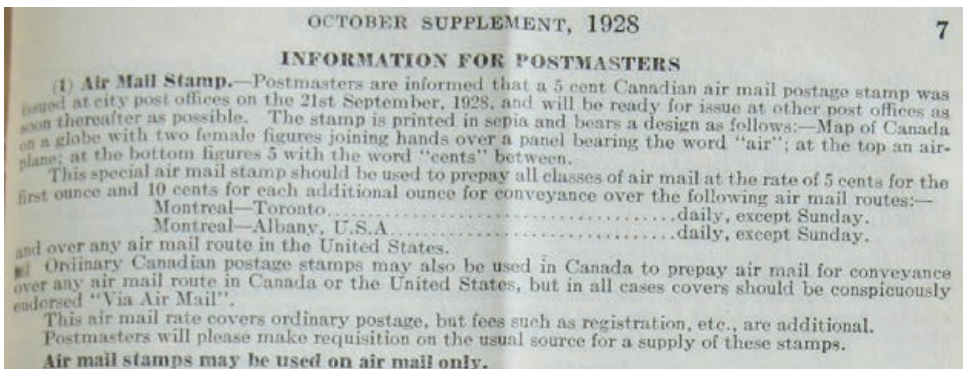 OCTOBER SUPPLEMENT, 1928 7
INFORMATION FOR POSTMASTERS
(1) Air Mail Stamp.—Postmasters are informed that a 5 cent Canadian air mail postage stamp was
issued at city post offices on the 21st September, 1928, and will be ready for issue at other post offices as
soon thereafter as possible. The stamp is printed in sepia and bears a design as follows:—Map of Canada
on a globe with two female figures joining hands over a panel bearing the word "air"; at the top an air-
plane; at the bottom figures 5 with the word "cents" between.
This special air mail stamp should be used to prepay all classes of air mail at the rate of 5 cents for the
first ounce and 10 cents for each additional ounce for conveyance over the following air mail routes:—
Montreal—Toronto........................................daily, except Sunday.
Montreal—Albany, U.S.A.................................daily, except Sunday.
and over any air mail route in the United States.
Ordinary Canadian postage stamps may also be used in Canada to prepay air mail for conveyance
over any air mail route in Canada or the United States, but in all cases covers should be conspicuously
endorsed "Via Air Mail".
This air mail rate covers ordinary postage, but fees such as registration, etc., are additional.
Postmasters will please make requisition on the usual source for a supply of these stamps.
Air mail stamps may be used on air mail only.